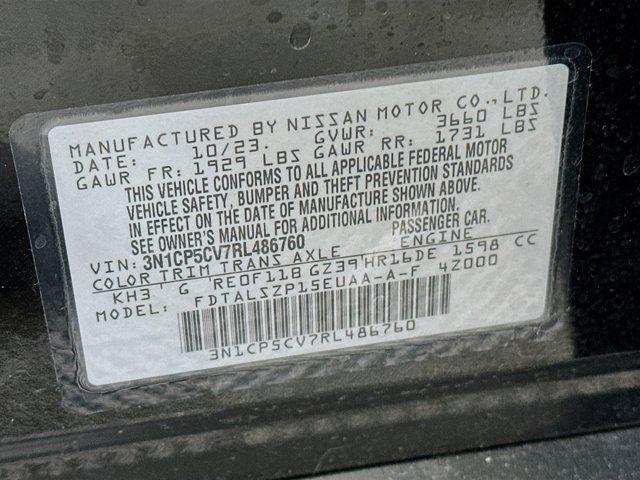 MANUFACTURED BY NISSAN MOTOR CO., LTD.
DATE: 10/23. GVWR: 3660 LBS
GAWR FR: 1929 LBS GAWR RR: 1731 LBS
THIS VEHICLE CONFORMS TO ALL APPLICABLE FEDERAL MOTOR
VEHICLE SAFETY, BUMPER AND THEFT PREVENTION STANDARDS
IN EFFECT ON THE DATE OF MANUFACTURE SHOWN ABOVE.
SEE OWNER'S MANUAL FOR ADDITIONAL INFORMATION.
VIN: 3N1CP5CV7RL486760 PASSENGER CAR.
COLOR TRIM TRANS AXLE ENGINE
KH3 G RE0F11B GZ39 HR16DE 1598 CC
MODEL: FDTALSZP15EUAA-A-F 4Z000
3N1CP5CV7RL486760